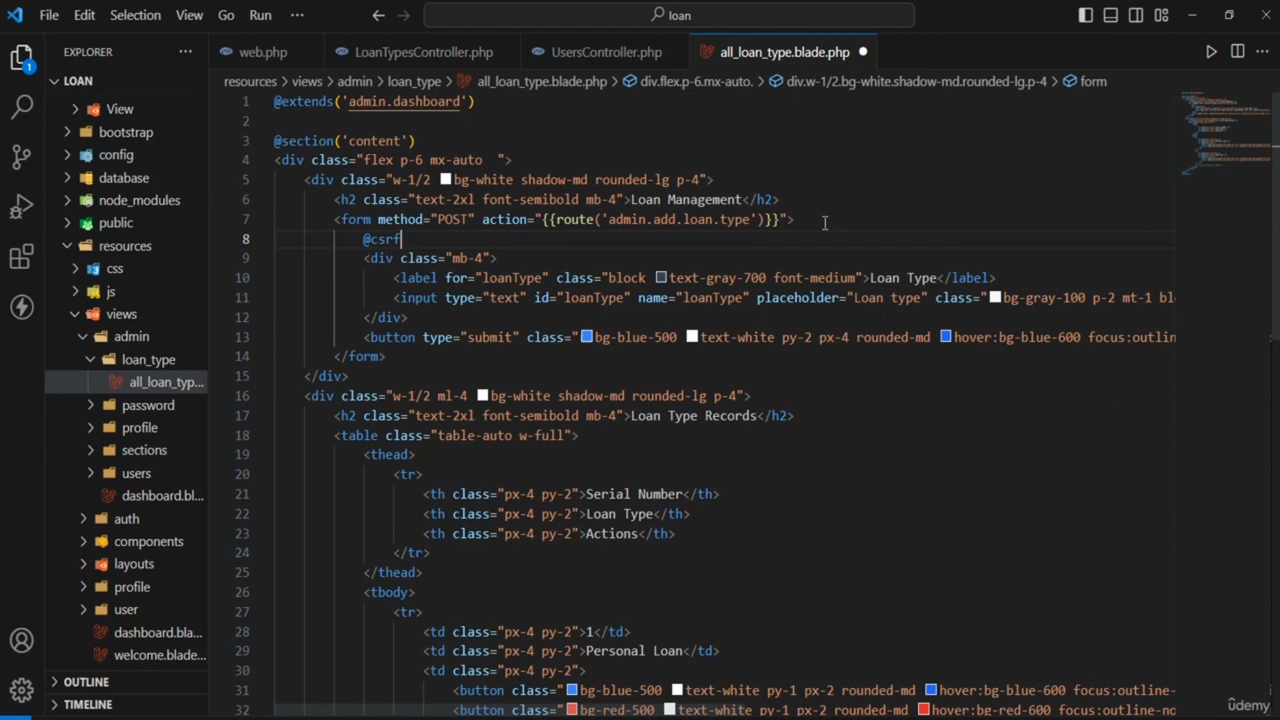 File Edit Selection View Go Run ··· loan
EXPLORER ···
web.php LoanTypesController.php UsersController.php all_loan_type.blade.php
resources > views > admin > loan_type > all_loan_type.blade.php > div.flex.p-6.mx-auto. > div.w-1/2.bg-white.shadow-md.rounded-lg.p-4 > form
1
LOAN
View
bootstrap
config
database
node_modules
public
resources
css
js
views
admin
loan_type
all_loan_typ...
password
profile
sections
users
dashboard.bl...
auth
components
layouts
profile
user
dashboard.bla...
welcome.blade...
OUTLINE
TIMELINE
1 @extends('admin.dashboard')
2
3 @section('content')
4 <div class="flex p-6 mx-auto  ">
5 <div class="w-1/2 bg-white shadow-md rounded-lg p-4">
6 <h2 class="text-2xl font-semibold mb-4">Loan Management</h2>
7 <form method="POST" action="{{route('admin.add.loan.type')}}">
8 @csrf
9 <div class="mb-4">
10 <label for="loanType" class="block text-gray-700 font-medium">Loan Type</label>
11 <input type="text" id="loanType" name="loanType" placeholder="Loan type" class="bg-gray-100 p-2 mt-1 bl
12 </div>
13 <button type="submit" class="bg-blue-500 text-white py-2 px-4 rounded-md hover:bg-blue-600 focus:outlin
14 </form>
15 </div>
16 <div class="w-1/2 ml-4 bg-white shadow-md rounded-lg p-4">
17 <h2 class="text-2xl font-semibold mb-4">Loan Type Records</h2>
18 <table class="table-auto w-full">
19 <thead>
20 <tr>
21 <th class="px-4 py-2">Serial Number</th>
22 <th class="px-4 py-2">Loan Type</th>
23 <th class="px-4 py-2">Actions</th>
24 </tr>
25 </thead>
26 <tbody>
27 <tr>
28 <td class="px-4 py-2">1</td>
29 <td class="px-4 py-2">Personal Loan</td>
30 <td class="px-4 py-2">
31 <button class="bg-blue-500 text-white py-1 px-2 rounded-md hover:bg-blue-600 focus:outline-
32 <button class="bg-red-500 text-white py-1 px-2 rounded-md hover:bg-red-600 focus:outline-n
udemy